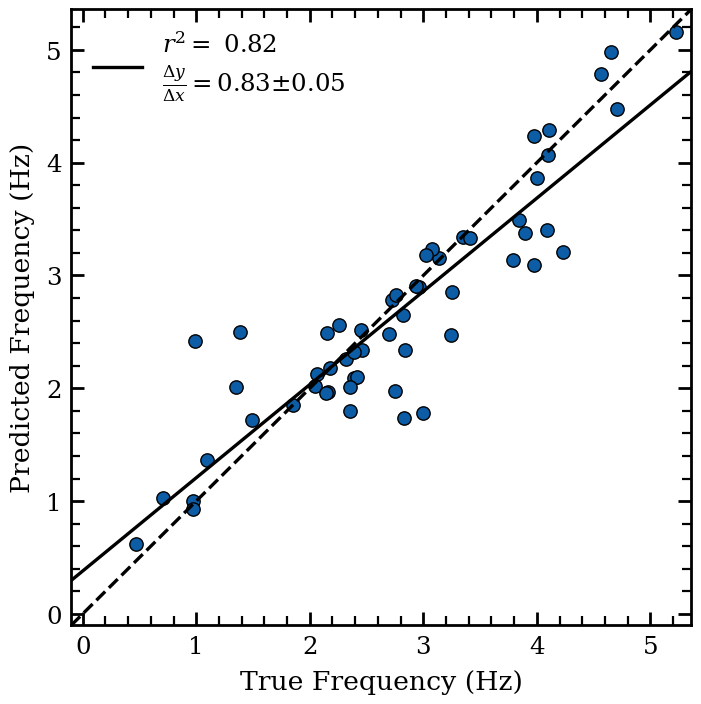 r² = 0.82
Δy/Δx = 0.83±0.05
5
4
3
2
1
0
Predicted Frequency (Hz)
0 1 2 3 4 5
True Frequency (Hz)